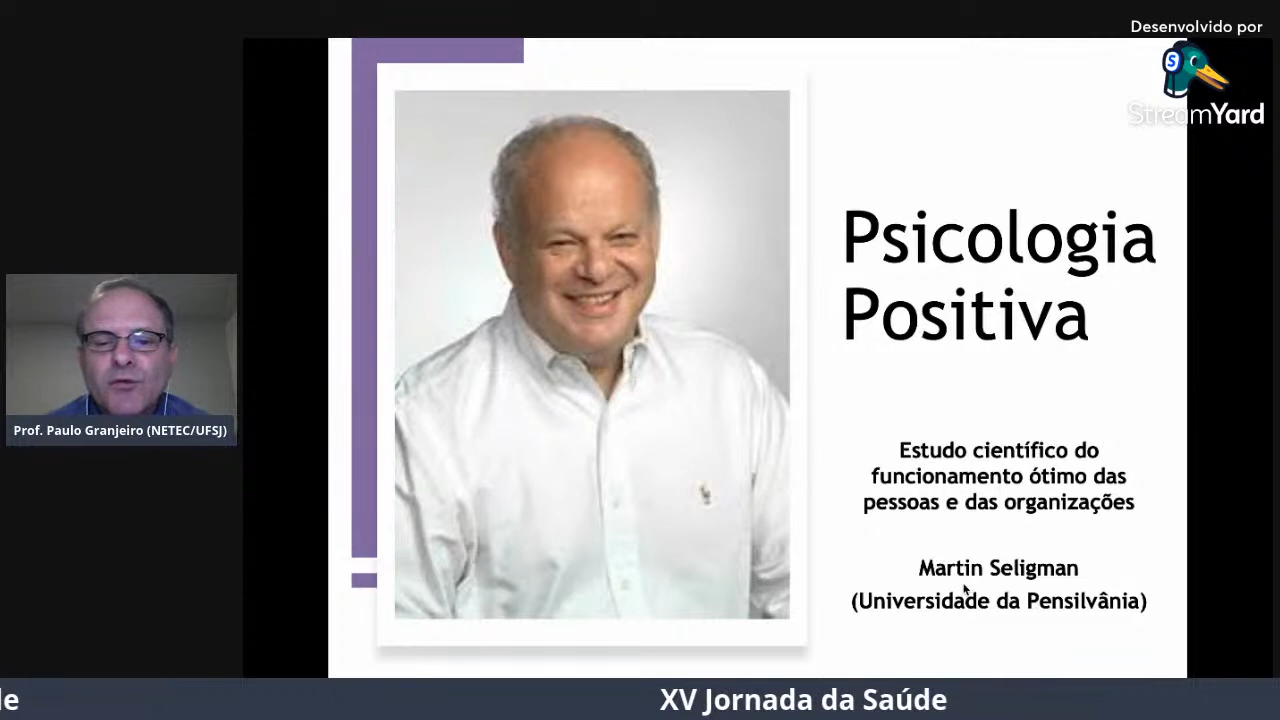 Desenvolvido por
S
StreamYard
Psicologia
Positiva
Estudo científico do
funcionamento ótimo das
pessoas e das organizações
Martin Seligman
(Universidade da Pensilvânia)
Prof. Paulo Granjeiro (NETEC/UFSJ)
de
XV Jornada da Saúde